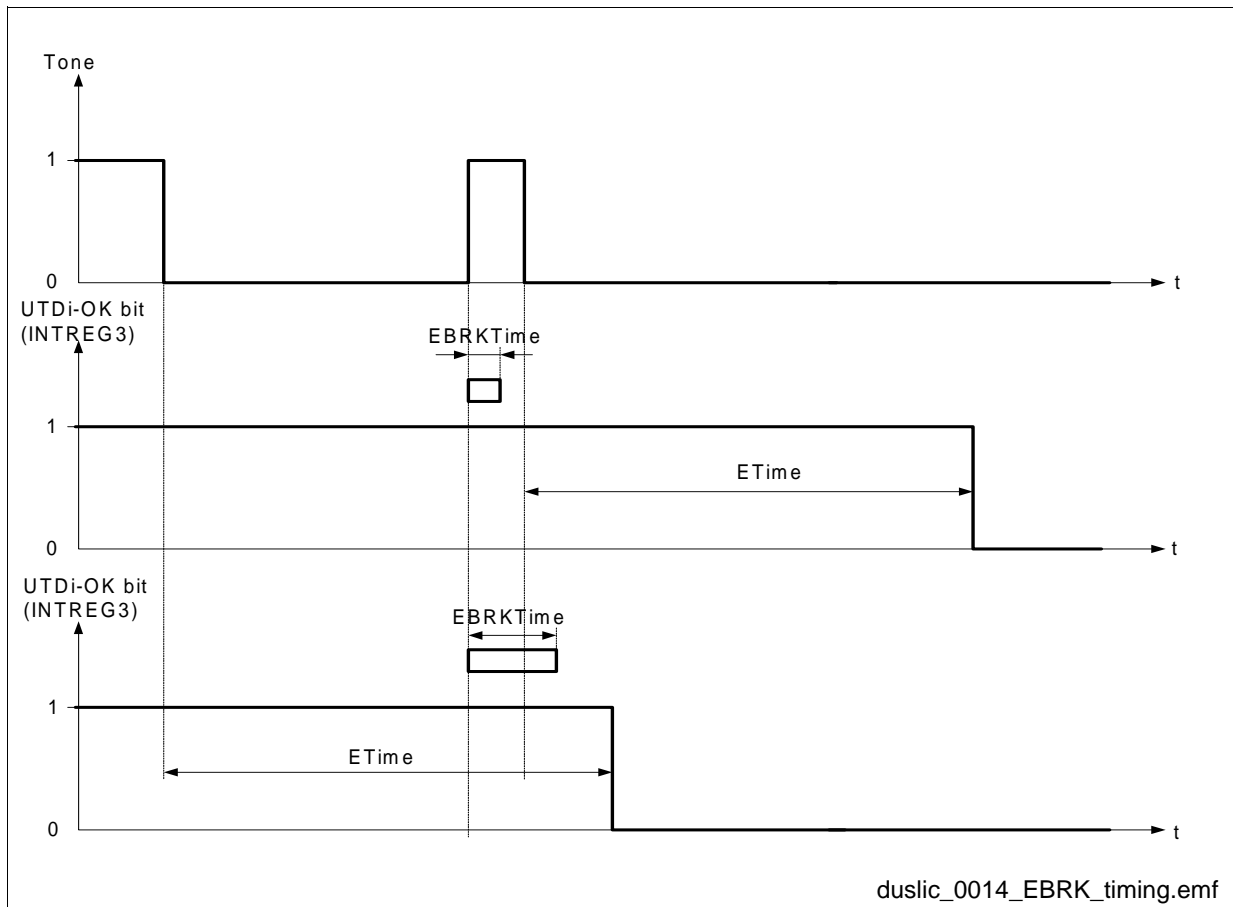 Tone
1
0
t
UTDi-OK bit
(INTREG3)
EBRKTime
1
ETime
0
t
UTDi-OK bit
(INTREG3)
EBRKTime
1
ETime
0
t
duslic_0014_EBRK_timing.emf